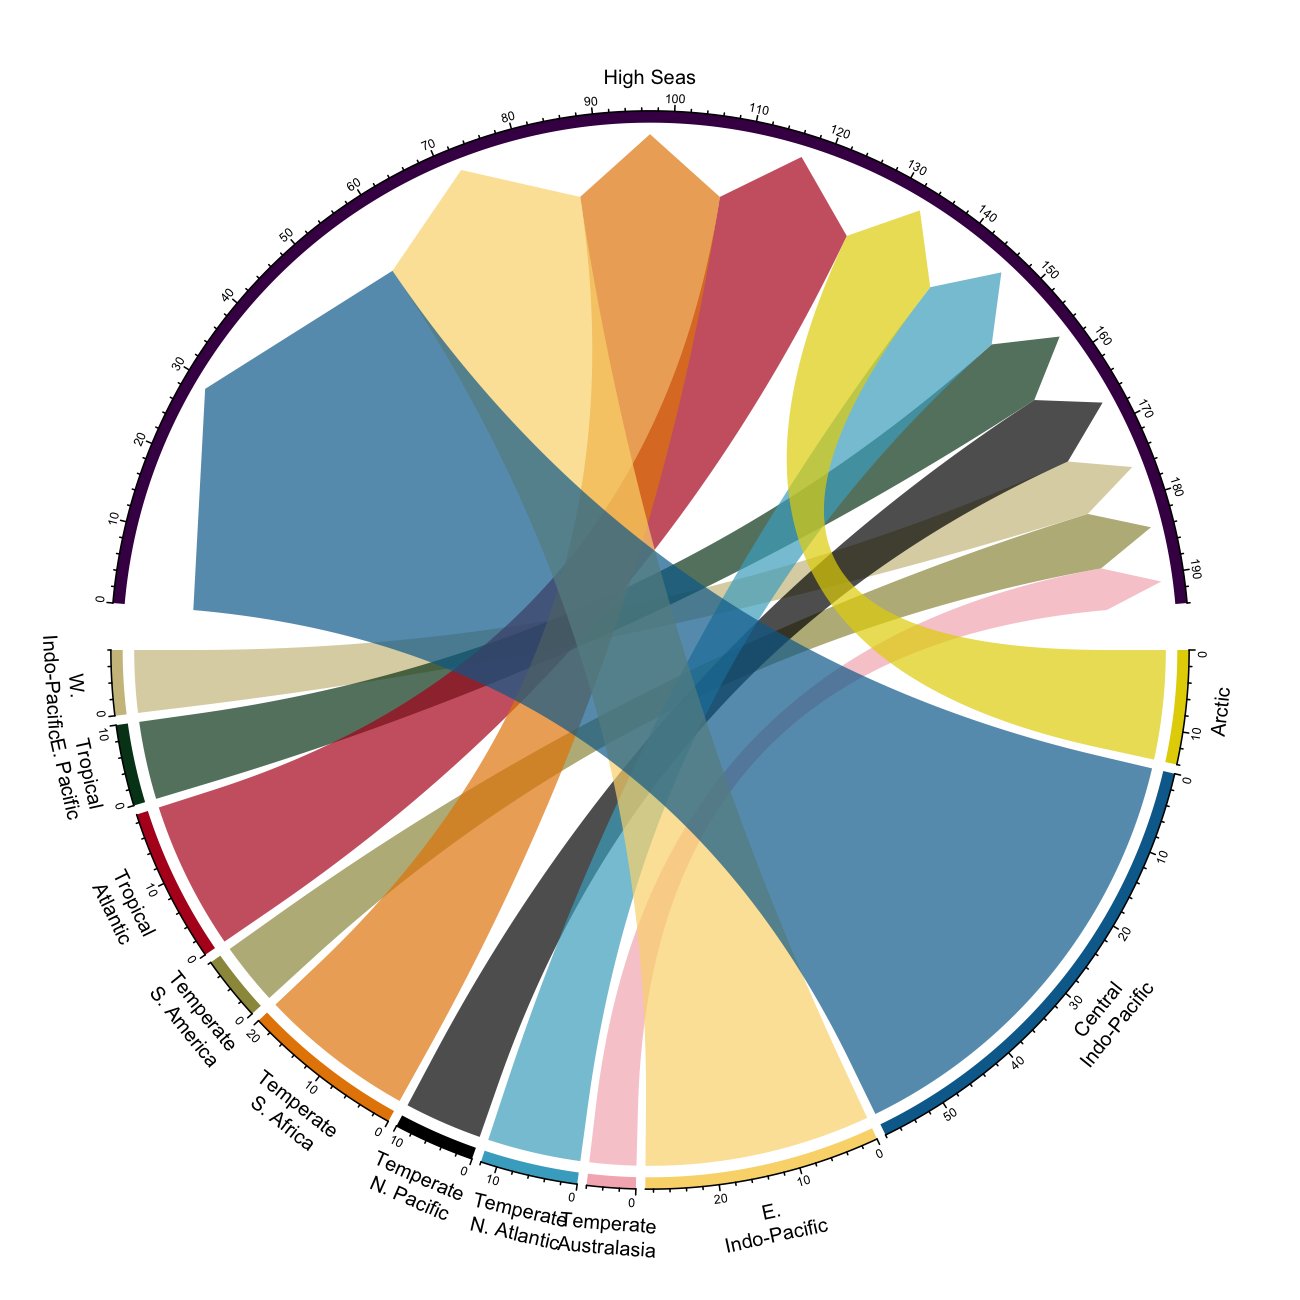 High Seas
0
10
20
30
40
50
60
70
80
90
100
110
120
130
140
150
160
170
180
190
Arctic
0
10
Central
Indo-Pacific
0
10
20
30
40
50
E.
Indo-Pacific
0
10
20
Temperate
Australasia
0
Temperate
N. Atlantic
0
10
Temperate
N. Pacific
0
10
Temperate
S. Africa
0
10
20
Temperate
S. America
0
Tropical
Atlantic
0
10
Tropical
E. Pacific
0
10
W.
Indo-Pacific
0